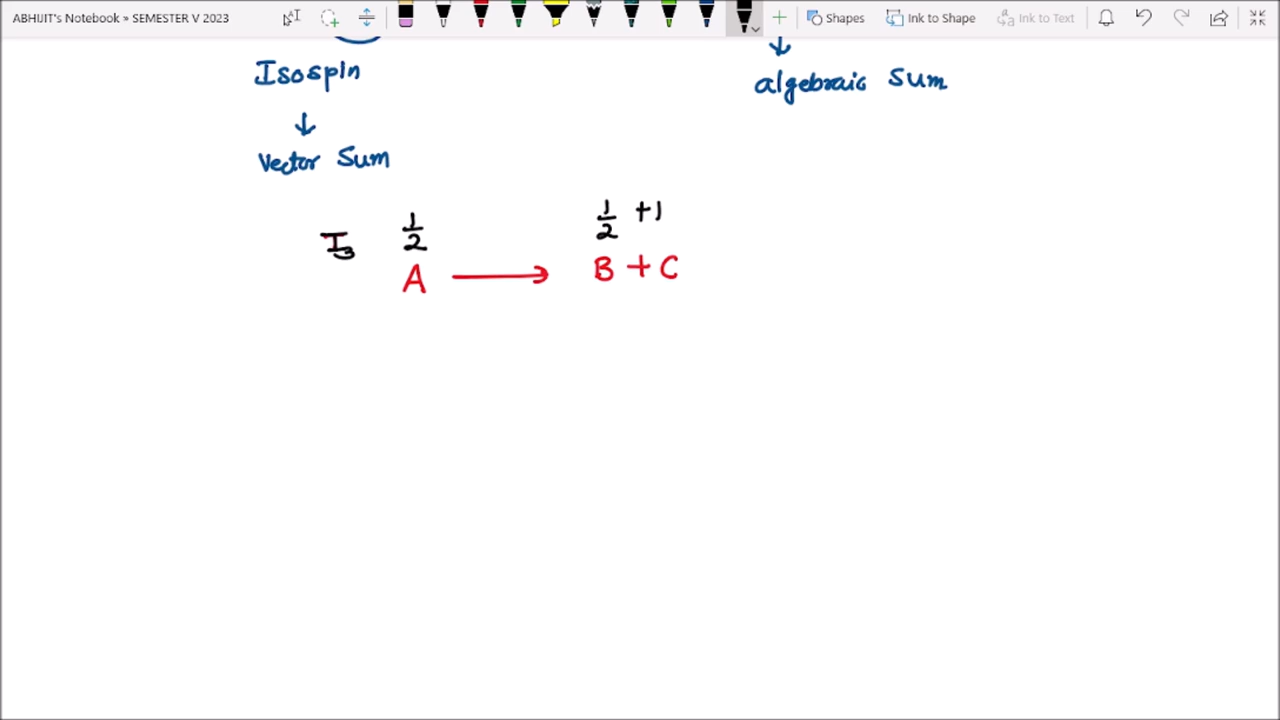 ABHIJIT's Notebook » SEMESTER V 2023
Shapes
Ink to Shape
Ink to Text
Isospin
↓
Vector Sum
↓
algebraic Sum
I₃ 1/2 1/2 +1
A → B + C